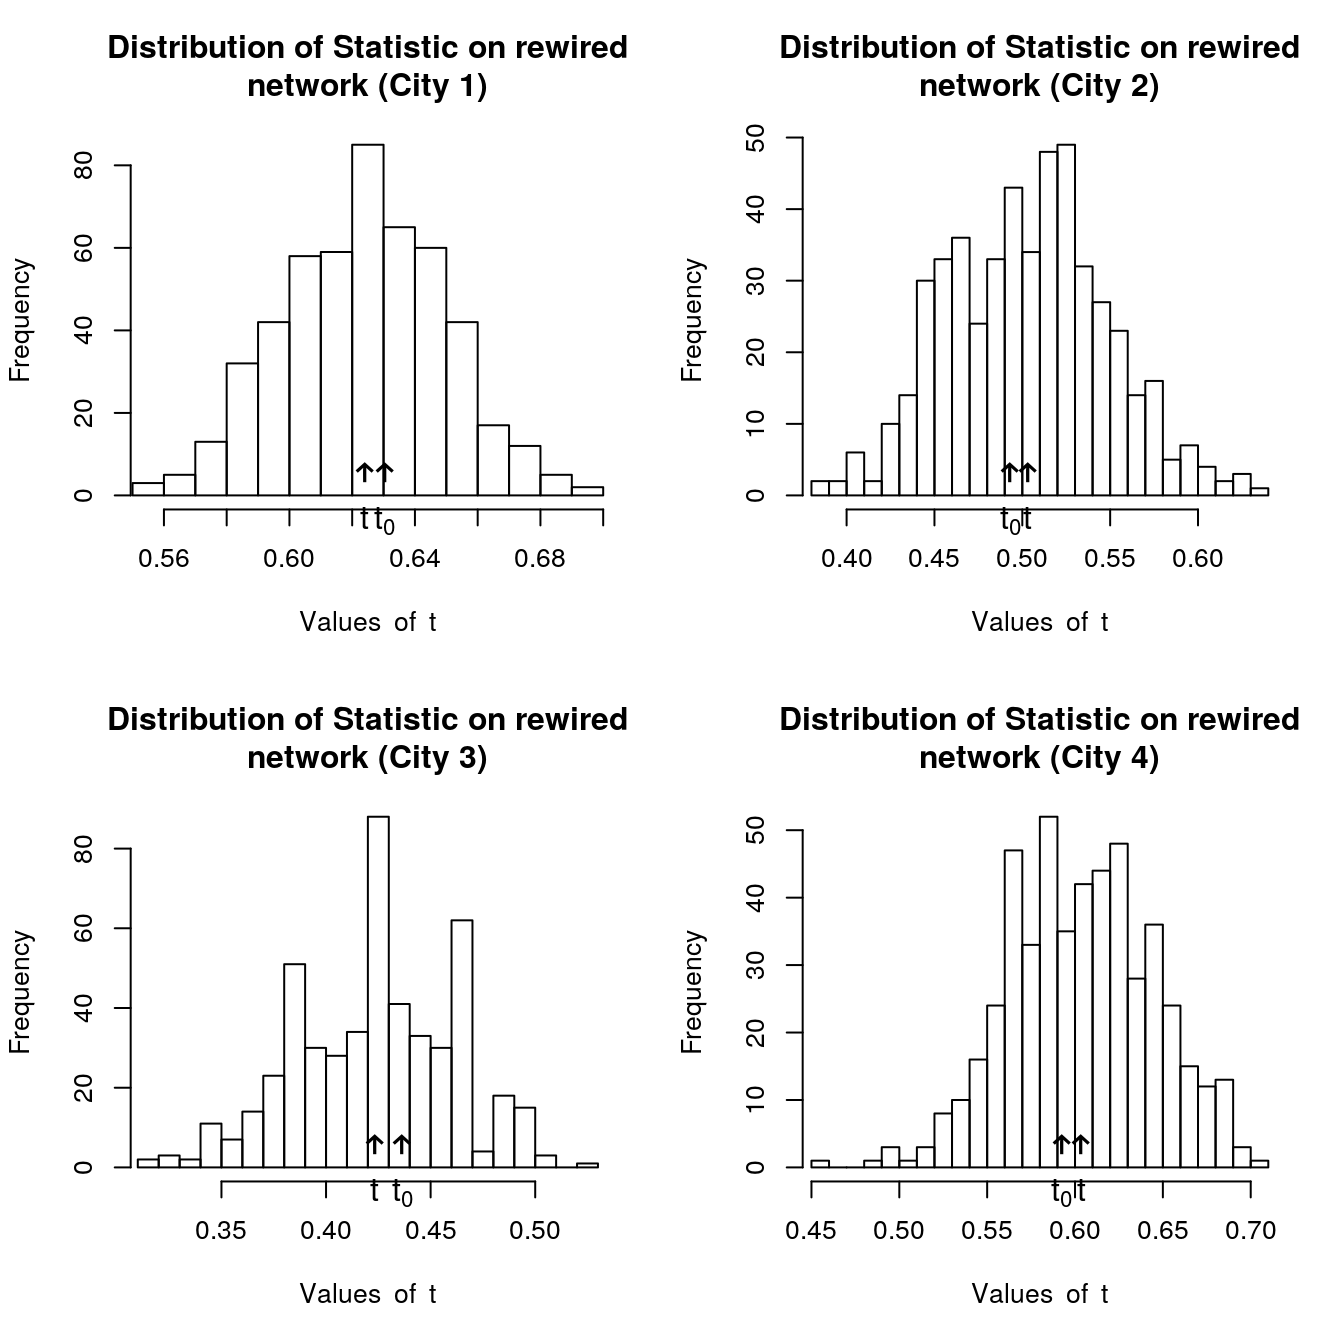 Distribution of Statistic on rewired
network (City 1)
Frequency
80
60
40
20
0
t t₀
0.56 0.60 0.64 0.68
Values of t
Distribution of Statistic on rewired
network (City 2)
Frequency
50
40
30
20
10
0
t₀ t
0.40 0.45 0.50 0.55 0.60
Values of t
Distribution of Statistic on rewired
network (City 3)
Frequency
80
60
40
20
0
t t₀
0.35 0.40 0.45 0.50
Values of t
Distribution of Statistic on rewired
network (City 4)
Frequency
50
40
30
20
10
0
t₀ t
0.45 0.50 0.55 0.60 0.65 0.70
Values of t